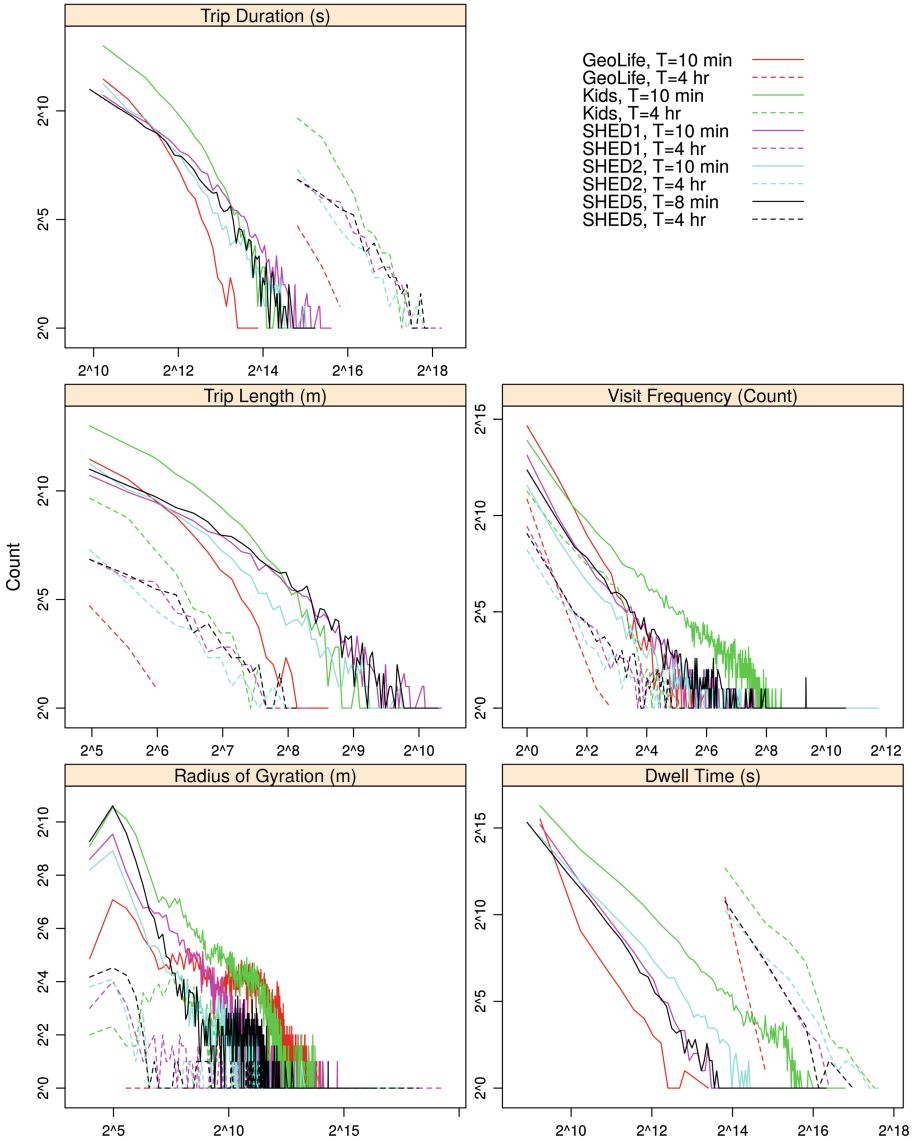 Trip Duration (s)
2^10
2^5
2^0
2^10 2^12 2^14 2^16 2^18
GeoLife, T=10 min
GeoLife, T=4 hr
Kids, T=10 min
Kids, T=4 hr
SHED1, T=10 min
SHED1, T=4 hr
SHED2, T=10 min
SHED2, T=4 hr
SHED5, T=8 min
SHED5, T=4 hr
Trip Length (m)
2^10
2^5
2^0
2^5 2^6 2^7 2^8 2^9 2^10
Visit Frequency (Count)
2^15
2^10
2^5
2^0
2^0 2^2 2^4 2^6 2^8 2^10 2^12
Count
Radius of Gyration (m)
2^10
2^8
2^6
2^4
2^2
2^0
2^5 2^10 2^15
Dwell Time (s)
2^15
2^10
2^5
2^0
2^10 2^12 2^14 2^16 2^18